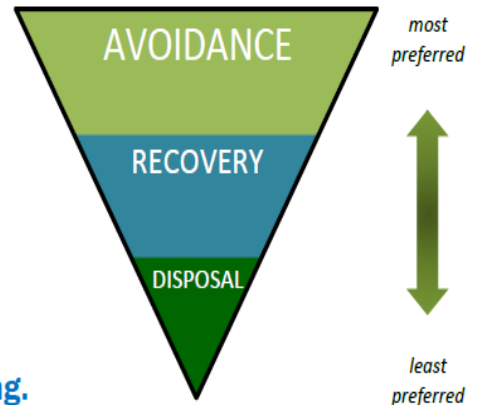 AVOIDANCE
most
preferred
RECOVERY
DISPOSAL
least
preferred